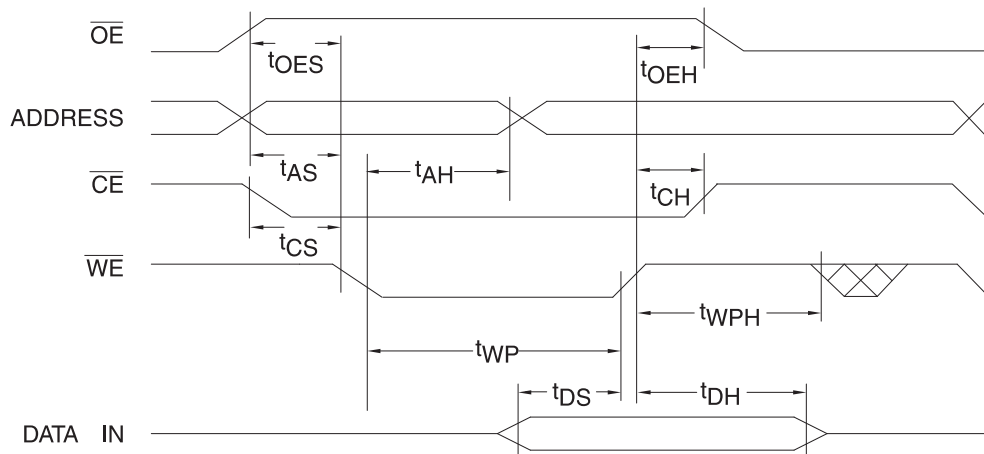 OE
tOES
tOEH
ADDRESS
tAS
tAH
CE
tCH
tCS
WE
tWPH
tWP
tDS
tDH
DATA IN